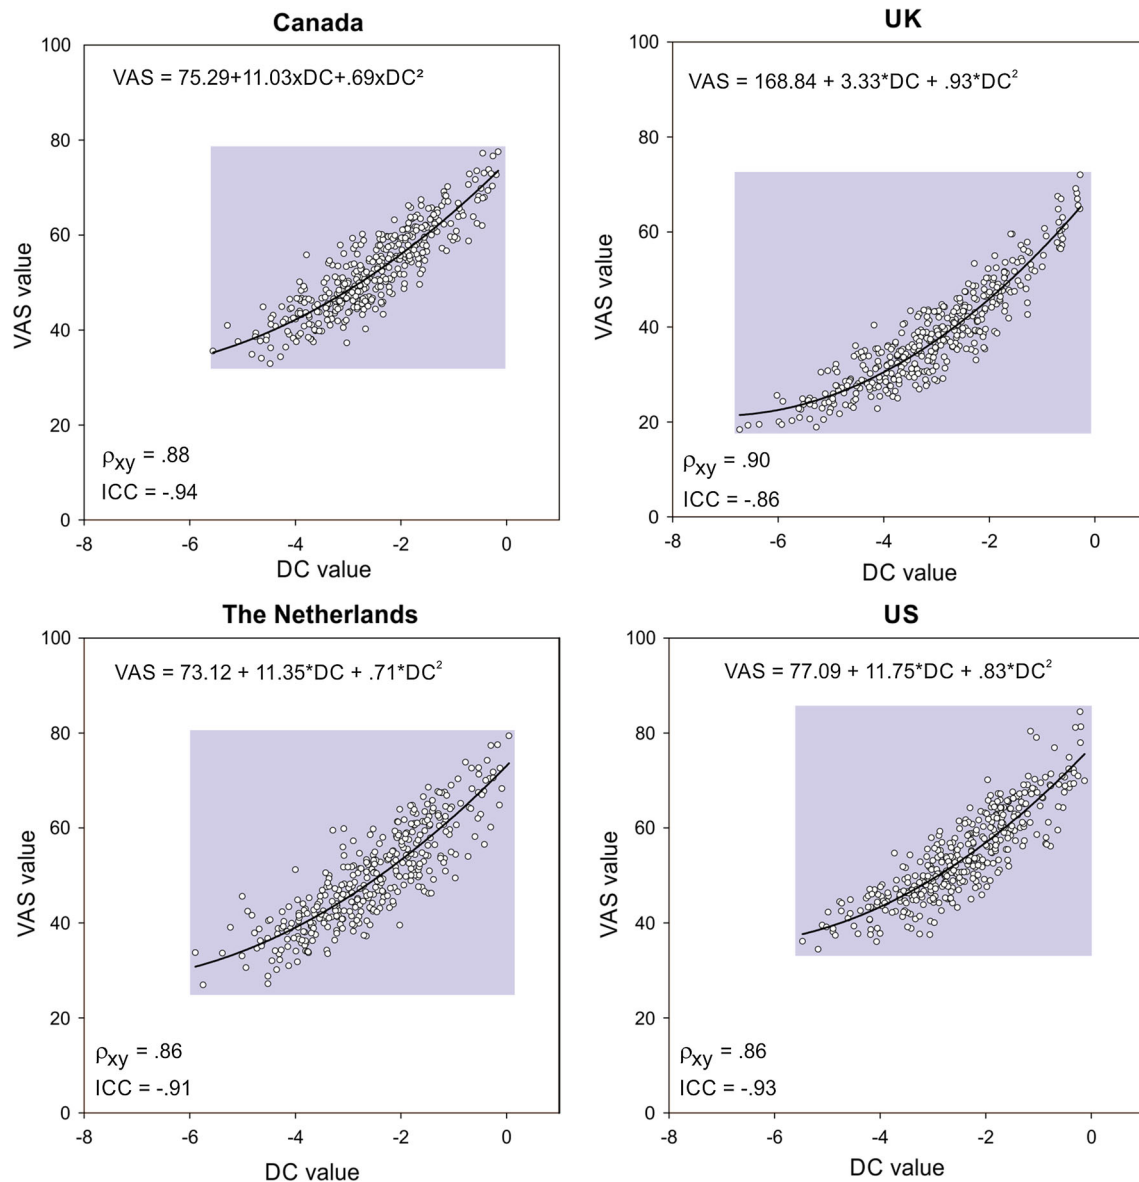 Canada
VAS = 75.29+11.03xDC+.69xDC²
VAS value
100
80
60
40
20
0
ρxy = .88
ICC = -.94
-8
-6
-4
-2
0
DC value
UK
VAS = 168.84 + 3.33*DC + .93*DC²
VAS value
100
80
60
40
20
0
ρxy = .90
ICC = -.86
-8
-6
-4
-2
0
DC value
The Netherlands
VAS = 73.12 + 11.35*DC + .71*DC²
VAS value
100
80
60
40
20
0
ρxy = .86
ICC = -.91
-8
-6
-4
-2
0
DC value
US
VAS = 77.09 + 11.75*DC + .83*DC²
VAS value
100
80
60
40
20
0
ρxy = .86
ICC = -.93
-8
-6
-4
-2
0
DC value